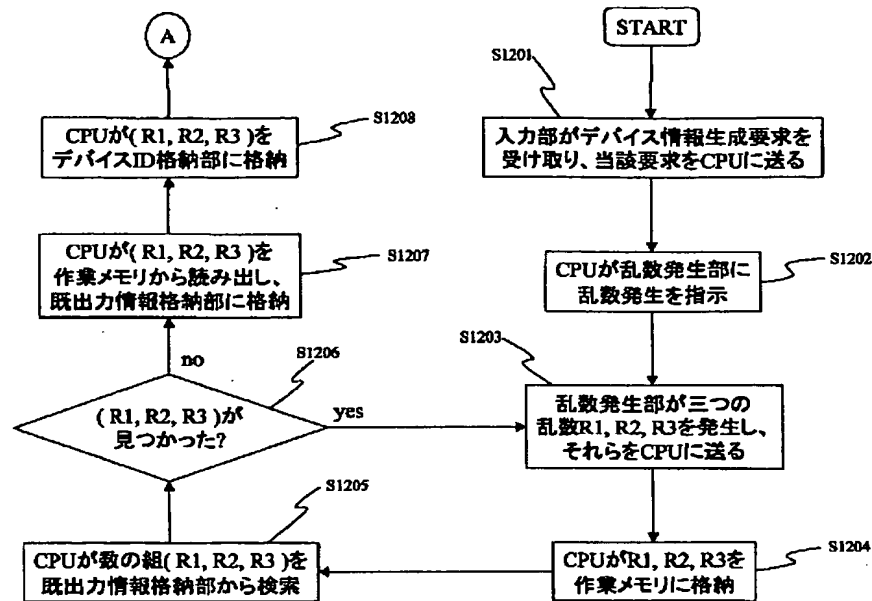 START
S1201
入力部がデバイス情報生成要求を
受け取り、当該要求をCPUに送る
S1202
CPUが乱数発生部に
乱数発生を指示
S1203
乱数発生部が三つの
乱数R1, R2, R3を発生し、
それらをCPUに送る
S1204
CPUがR1, R2, R3を
作業メモリに格納
S1205
CPUが数の組( R1, R2, R3 )を
既出力情報格納部から検索
S1206
( R1, R2, R3 )が
見つかった?
yes
no
S1207
CPUが( R1, R2, R3 )を
作業メモリから読み出し、
既出力情報格納部に格納
S1208
CPUが( R1, R2, R3 )を
デバイスID格納部に格納
A